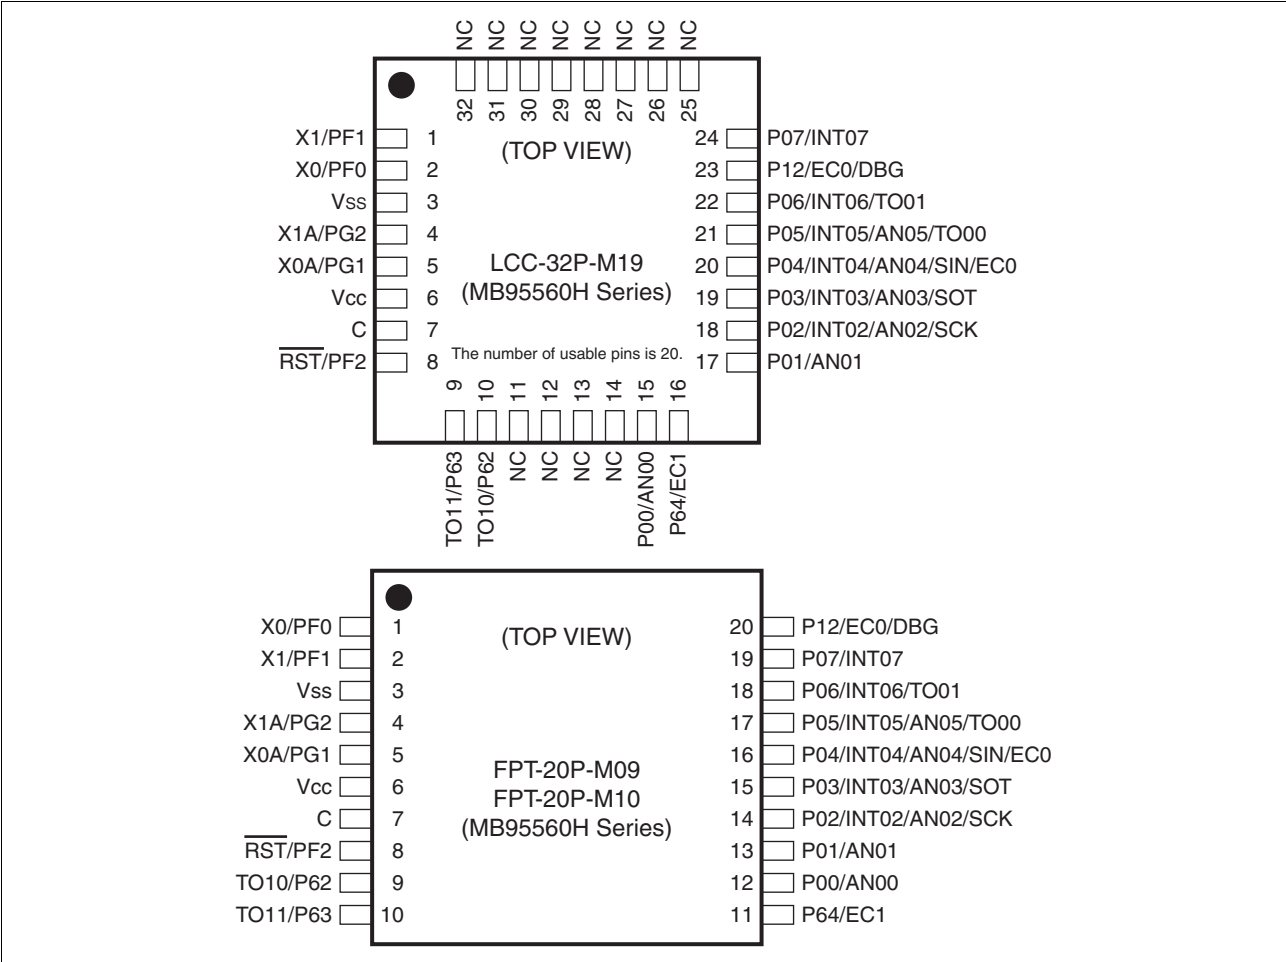 NC NC NC NC NC NC NC NC
32 31 30 29 28 27 26 25
(TOP VIEW)
X1/PF1 1
X0/PF0 2
Vss 3
X1A/PG2 4
X0A/PG1 5
Vcc 6
C 7
RST/PF2 8
24 P07/INT07
23 P12/EC0/DBG
22 P06/INT06/TO01
21 P05/INT05/AN05/TO00
20 P04/INT04/AN04/SIN/EC0
19 P03/INT03/AN03/SOT
18 P02/INT02/AN02/SCK
17 P01/AN01
LCC-32P-M19
(MB95560H Series)
The number of usable pins is 20.
9 10 11 12 13 14 15 16
TO11/P63 TO10/P62 NC NC NC NC P00/AN00 P64/EC1
(TOP VIEW)
X0/PF0 1
X1/PF1 2
Vss 3
X1A/PG2 4
X0A/PG1 5
Vcc 6
C 7
RST/PF2 8
TO10/P62 9
TO11/P63 10
20 P12/EC0/DBG
19 P07/INT07
18 P06/INT06/TO01
17 P05/INT05/AN05/TO00
16 P04/INT04/AN04/SIN/EC0
15 P03/INT03/AN03/SOT
14 P02/INT02/AN02/SCK
13 P01/AN01
12 P00/AN00
11 P64/EC1
FPT-20P-M09
FPT-20P-M10
(MB95560H Series)